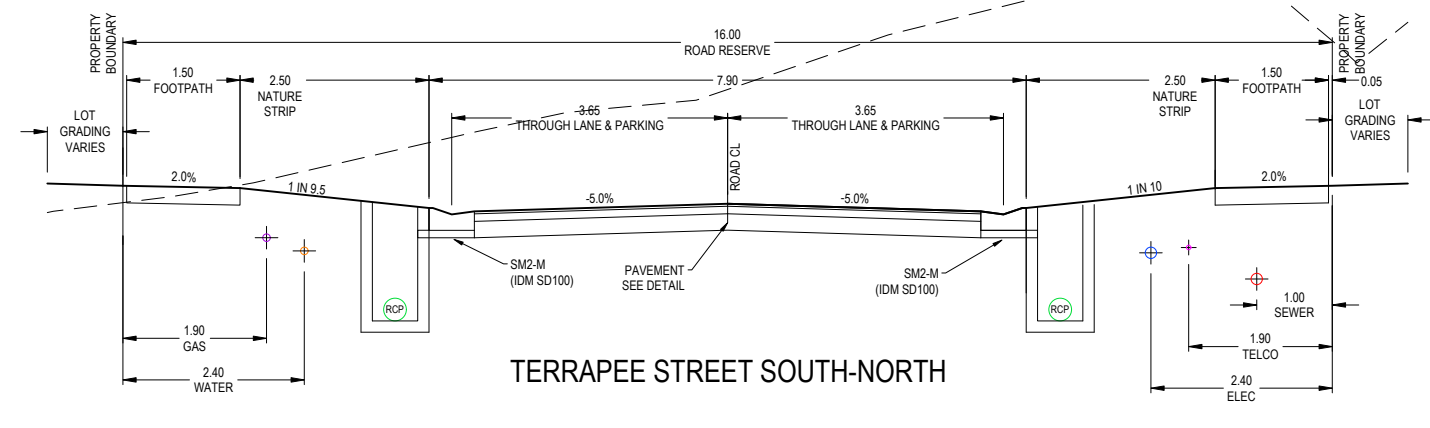 PROPERTY
BOUNDARY
16.00
ROAD RESERVE
PROPERTY
BOUNDARY
1.50
FOOTPATH
2.50
NATURE
STRIP
7.90
2.50
NATURE
STRIP
1.50
FOOTPATH
0.05
LOT
GRADING
VARIES
3.65
THROUGH LANE & PARKING
3.65
THROUGH LANE & PARKING
LOT
GRADING
VARIES
ROAD CL
2.0%
1 IN 9.5
-5.0%
-5.0%
1 IN 10
2.0%
SM2-M
(IDM SD100)
PAVEMENT
SEE DETAIL
SM2-M
(IDM SD100)
RCP
RCP
1.00
SEWER
1.90
GAS
1.90
TELCO
2.40
WATER
2.40
ELEC
TERRAPEE STREET SOUTH-NORTH